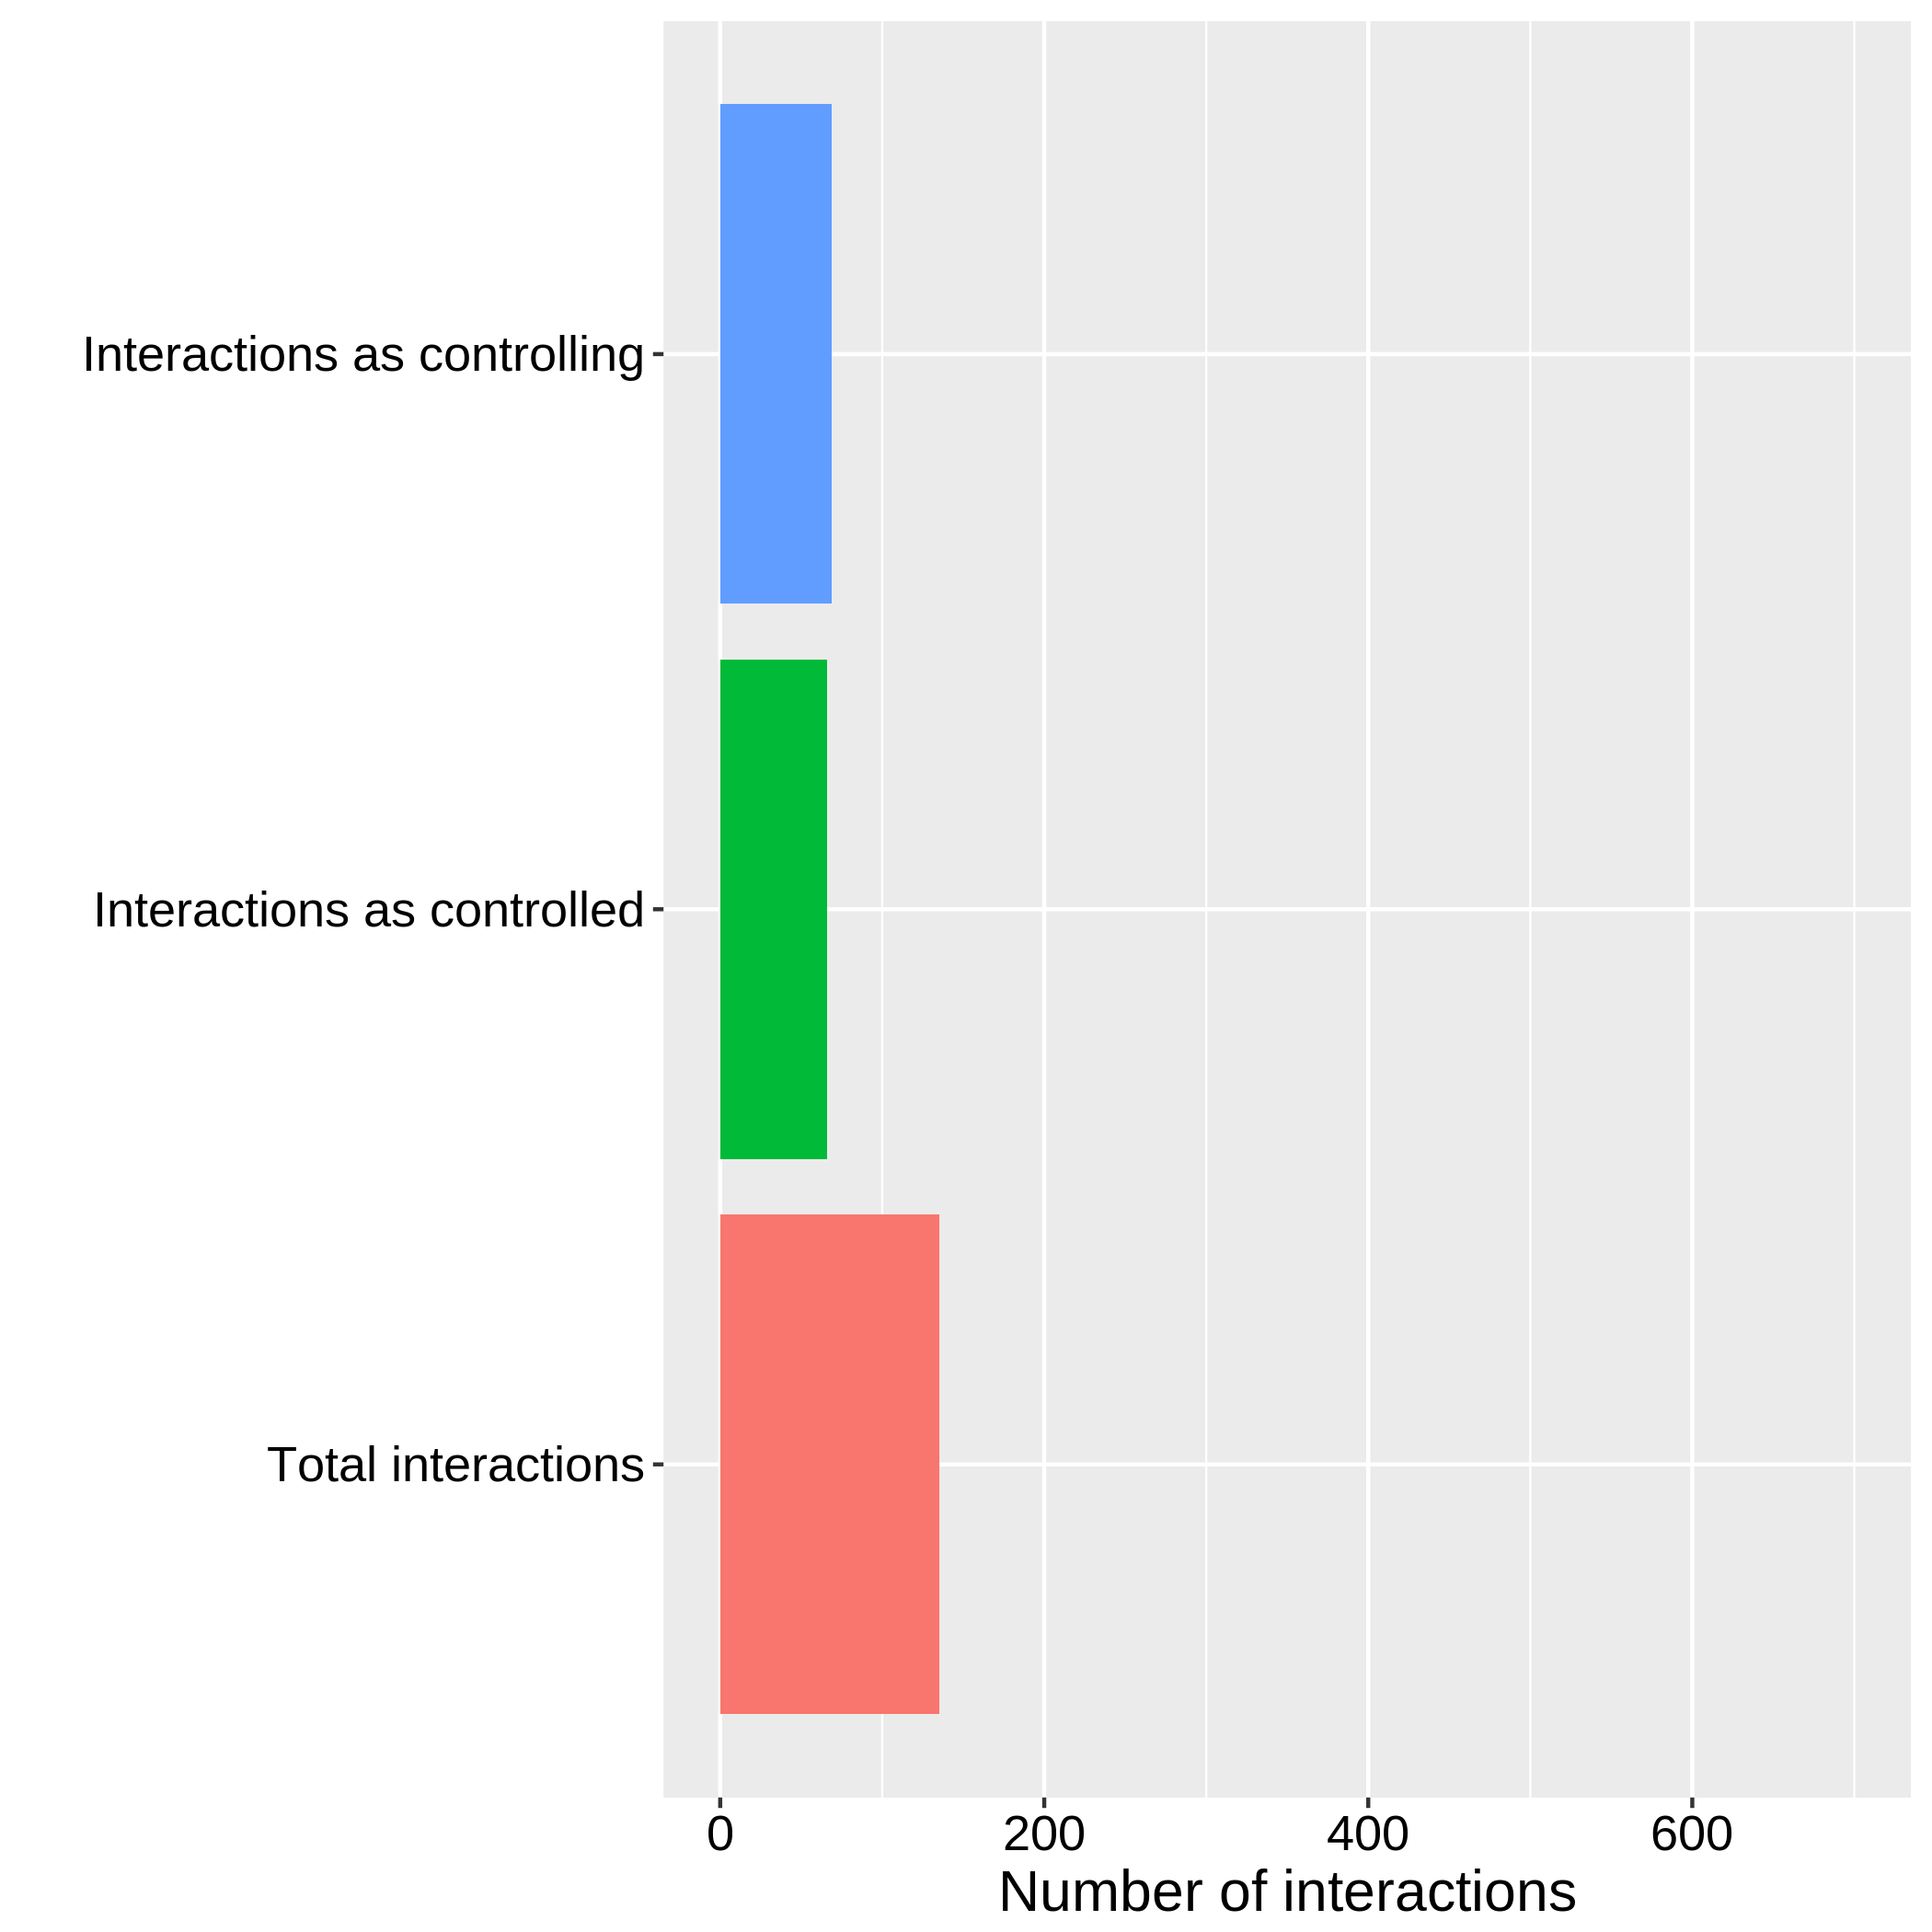 Interactions as controlling
Interactions as controlled
Total interactions
0 200 400 600
Number of interactions